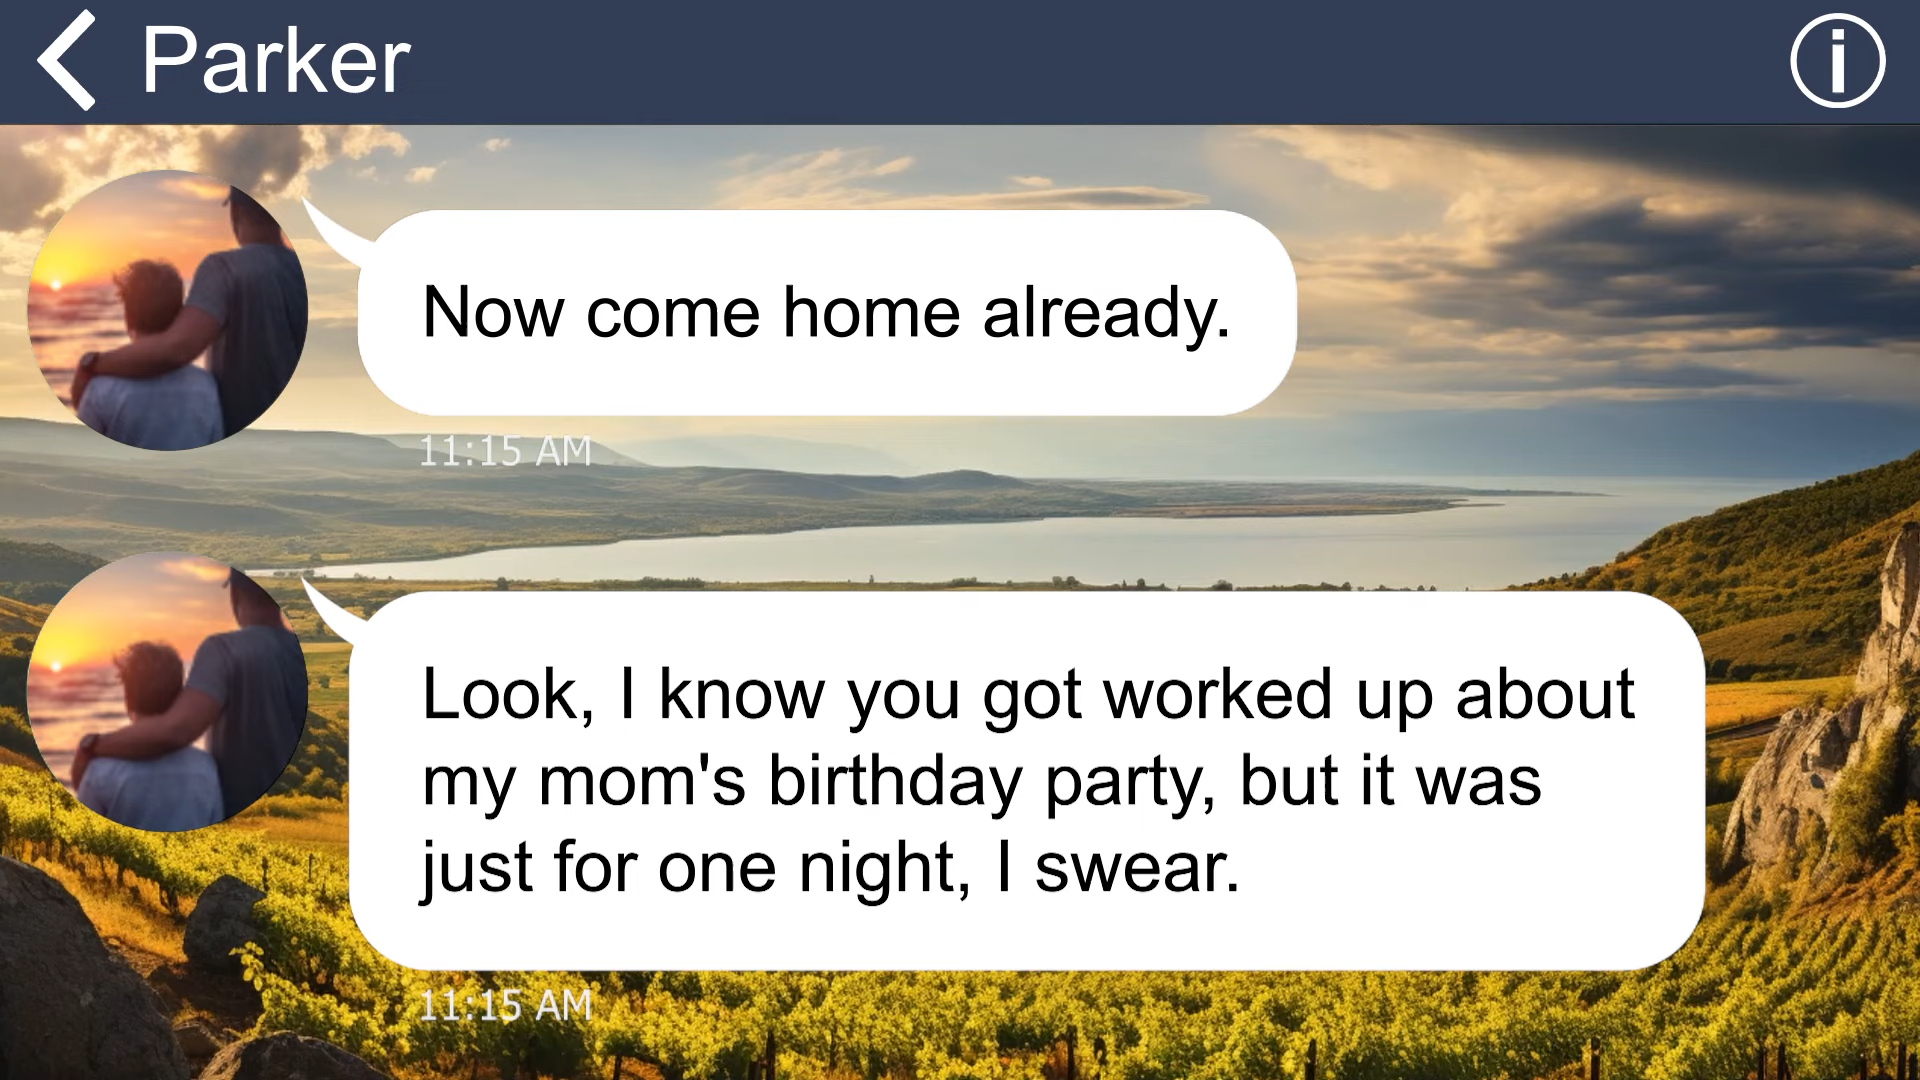 Parker
Now come home already.
11:15 AM
Look, I know you got worked up about
my mom's birthday party, but it was
just for one night, I swear.
11:15 AM